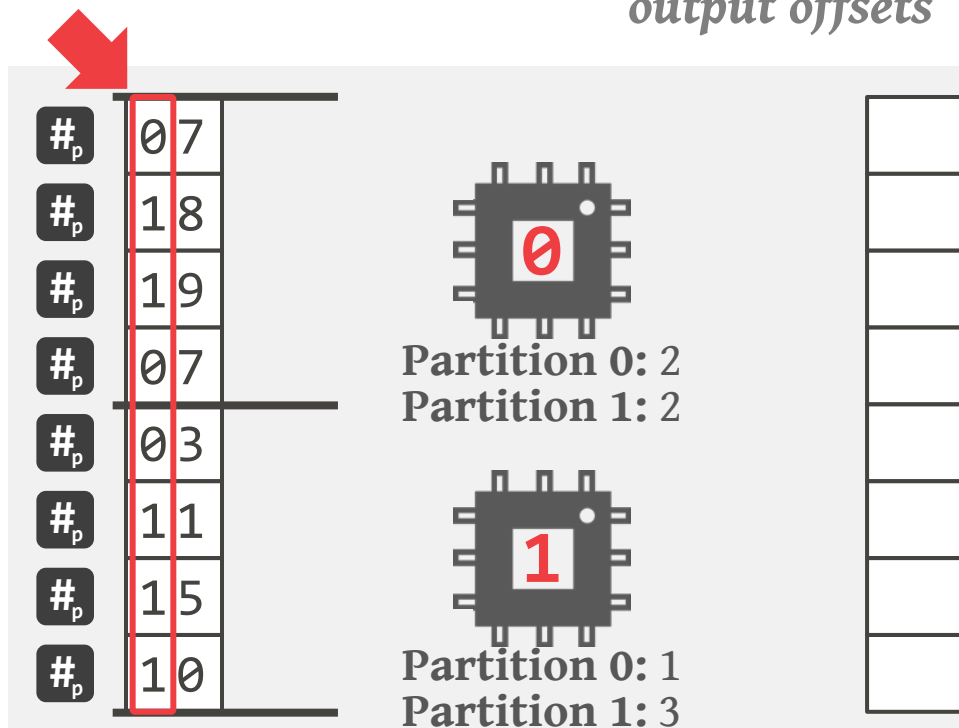 output offsets
#p 07
#p 18
#p 19
#p 07
0
Partition 0: 2
Partition 1: 2
#p 03
#p 11
#p 15
#p 10
1
Partition 0: 1
Partition 1: 3